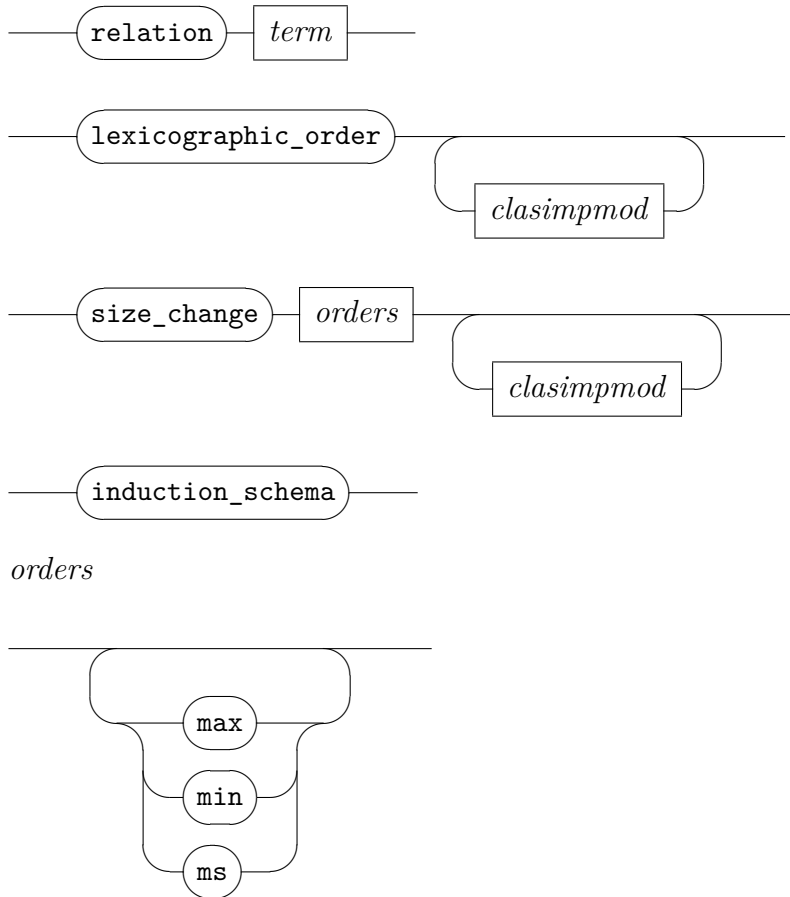 relation term
lexicographic_order
clasimpmod
size_change orders
clasimpmod
induction_schema
orders
max
min
ms